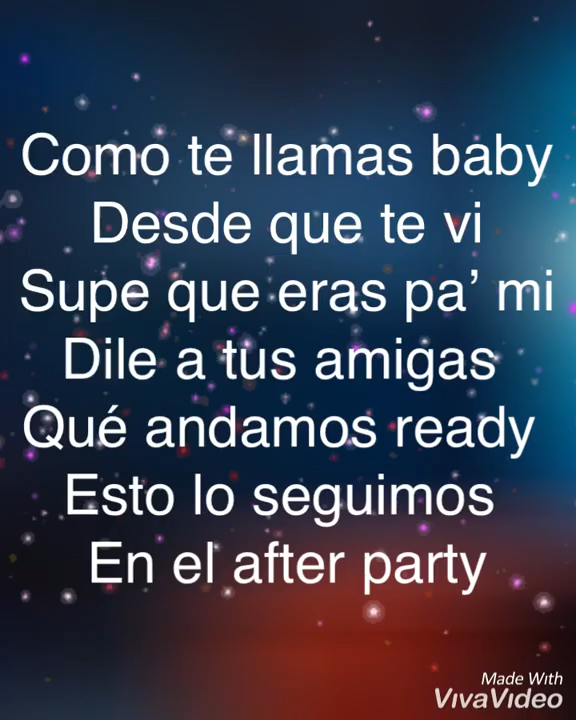 Como te llamas baby
Desde que te vi
Supe que eras pa’ mi
Dile a tus amigas
Qué andamos ready
Esto lo seguimos
En el after party
Made With
VivaVideo